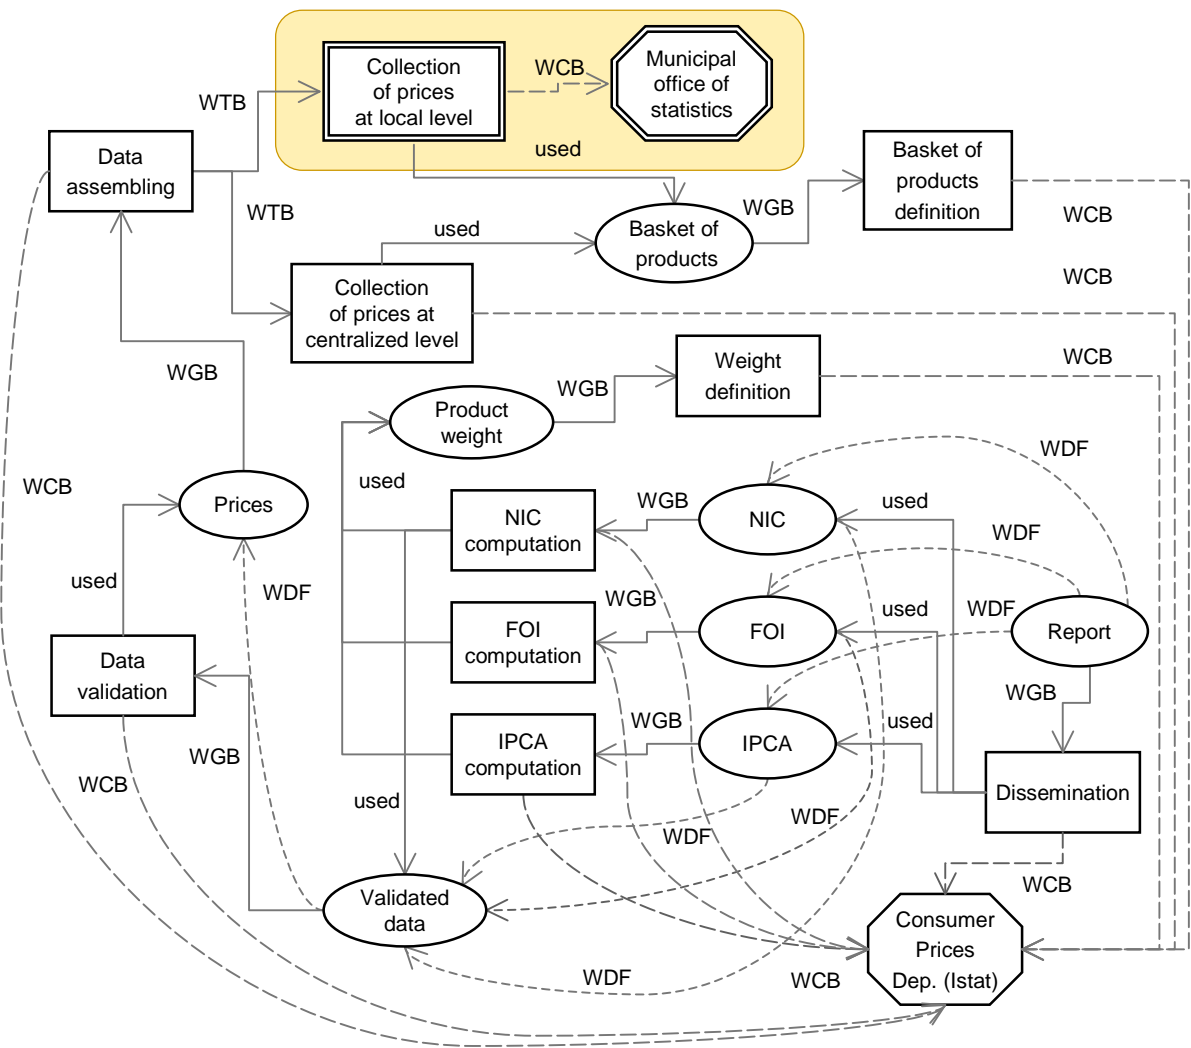 Collection
of prices
at local level
WCB
Municipal
office of
statistics
WTB
used
Data
assembling
Basket of
products
definition
WTB
WGB
WCB
used
Basket of
products
Collection
of prices at
centralized level
WCB
WGB
WCB
Weight
definition
WGB
Product
weight
WDF
WCB
used
Prices
NIC
computation
WGB
NIC
used
WDF
used
WDF
WGB
used
WDF
FOI
computation
FOI
Report
Data
validation
WGB
WGB
used
IPCA
computation
IPCA
WGB
WCB
used
Dissemination
WDF
WDF
WCB
Validated
data
Consumer
Prices
Dep. (Istat)
WDF
WCB